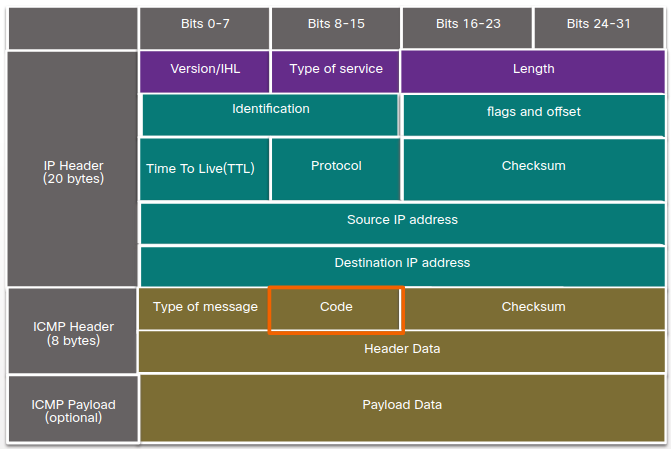 Bits 0-7
Bits 8-15
Bits 16-23
Bits 24-31
IP Header
(20 bytes)
Version/IHL
Type of service
Length
Identification
flags and offset
Time To Live(TTL)
Protocol
Checksum
Source IP address
Destination IP address
ICMP Header
(8 bytes)
Type of message
Code
Checksum
Header Data
ICMP Payload
(optional)
Payload Data